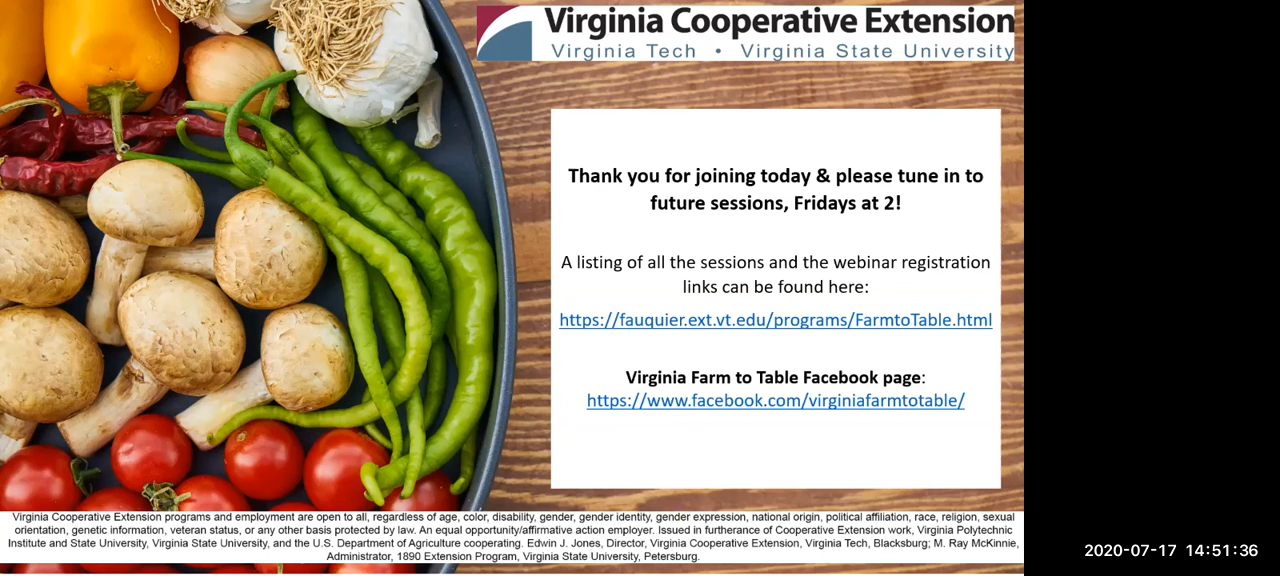 Virginia Cooperative Extension
Virginia Tech • Virginia State University
Thank you for joining today & please tune in to
future sessions, Fridays at 2!
A listing of all the sessions and the webinar registration
links can be found here:
https://fauquier.ext.vt.edu/programs/FarmtoTable.html
Virginia Farm to Table Facebook page:
https://www.facebook.com/virginiafarmtotable/
Virginia Cooperative Extension programs and employment are open to all, regardless of age, color, disability, gender, gender identity, gender expression, national origin, political affiliation, race, religion, sexual
orientation, genetic information, veteran status, or any other basis protected by law. An equal opportunity/affirmative action employer. Issued in furtherance of Cooperative Extension work, Virginia Polytechnic
Institute and State University, Virginia State University, and the U.S. Department of Agriculture cooperating. Edwin J. Jones, Director, Virginia Cooperative Extension, Virginia Tech, Blacksburg; M. Ray McKinnie,
Administrator, 1890 Extension Program, Virginia State University, Petersburg.
2020-07-17 14:51:36